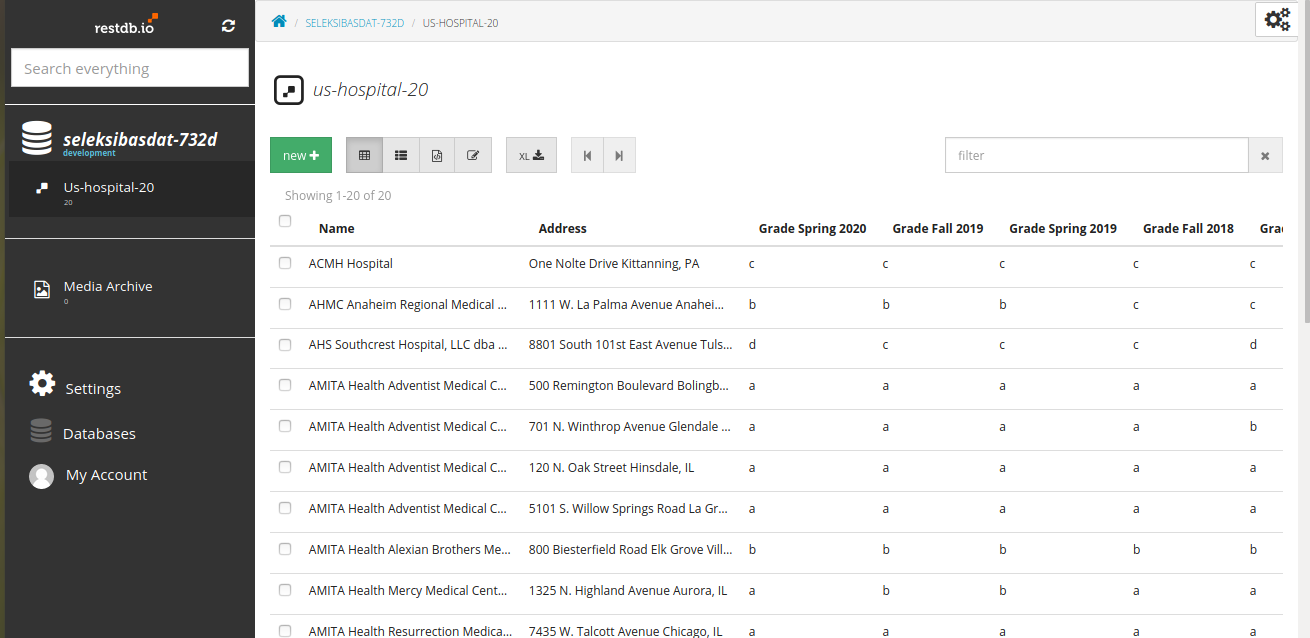 restdb.io
Search everything
seleksibasdat-732d
development
Us-hospital-20
20
Media Archive
0
Settings
Databases
My Account
/ SELEKSIBASDAT-732D / US-HOSPITAL-20
us-hospital-20
new +
XL
filter
Showing 1-20 of 20
Name Address Grade Spring 2020 Grade Fall 2019 Grade Spring 2019 Grade Fall 2018 Grad
ACMH Hospital One Nolte Drive Kittanning, PA c c c c c
AHMC Anaheim Regional Medical ... 1111 W. La Palma Avenue Anahei... b b b c c
AHS Southcrest Hospital, LLC dba ... 8801 South 101st East Avenue Tuls... d c c c d
AMITA Health Adventist Medical C... 500 Remington Boulevard Bolingb... a a a a a
AMITA Health Adventist Medical C... 701 N. Winthrop Avenue Glendale ... a a a a b
AMITA Health Adventist Medical C... 120 N. Oak Street Hinsdale, IL a a a a a
AMITA Health Adventist Medical C... 5101 S. Willow Springs Road La Gr... a a a a a
AMITA Health Alexian Brothers Me... 800 Biesterfield Road Elk Grove Vill... b b b b b
AMITA Health Mercy Medical Cent... 1325 N. Highland Avenue Aurora, IL a b b a a
AMITA Health Resurrection Medica... 7435 W. Talcott Avenue Chicago, IL a a a a a